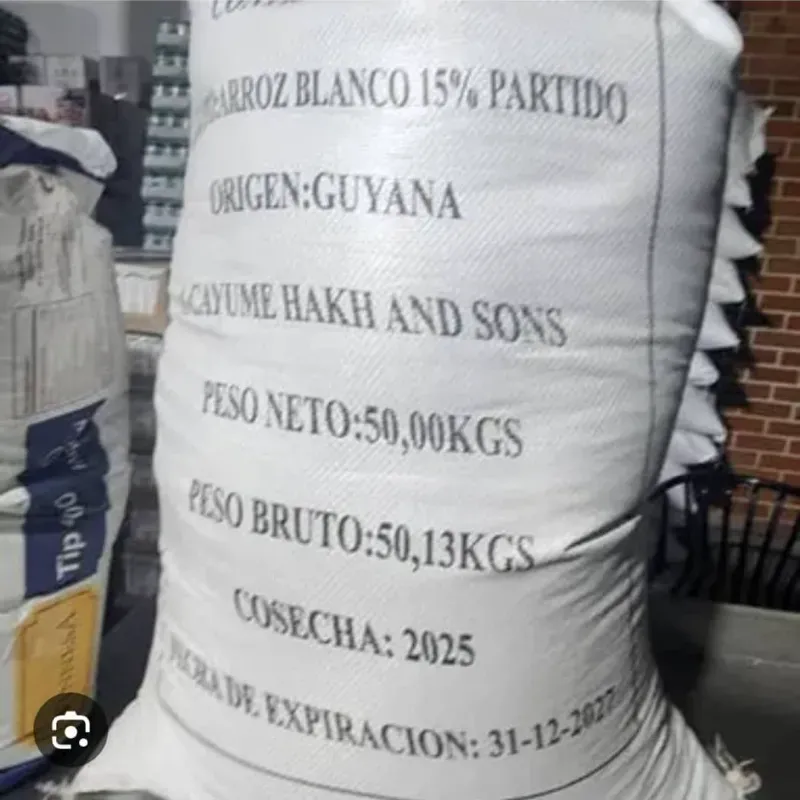 ARROZ BLANCO 15% PARTIDO
ORIGEN:GUYANA
CAYUME HAKH AND SONS
PESO NETO:50,00KGS
PESO BRUTO:50,13KGS
COSECHA: 2025
FECHA DE EXPIRACION: 31-12-2027
Tip